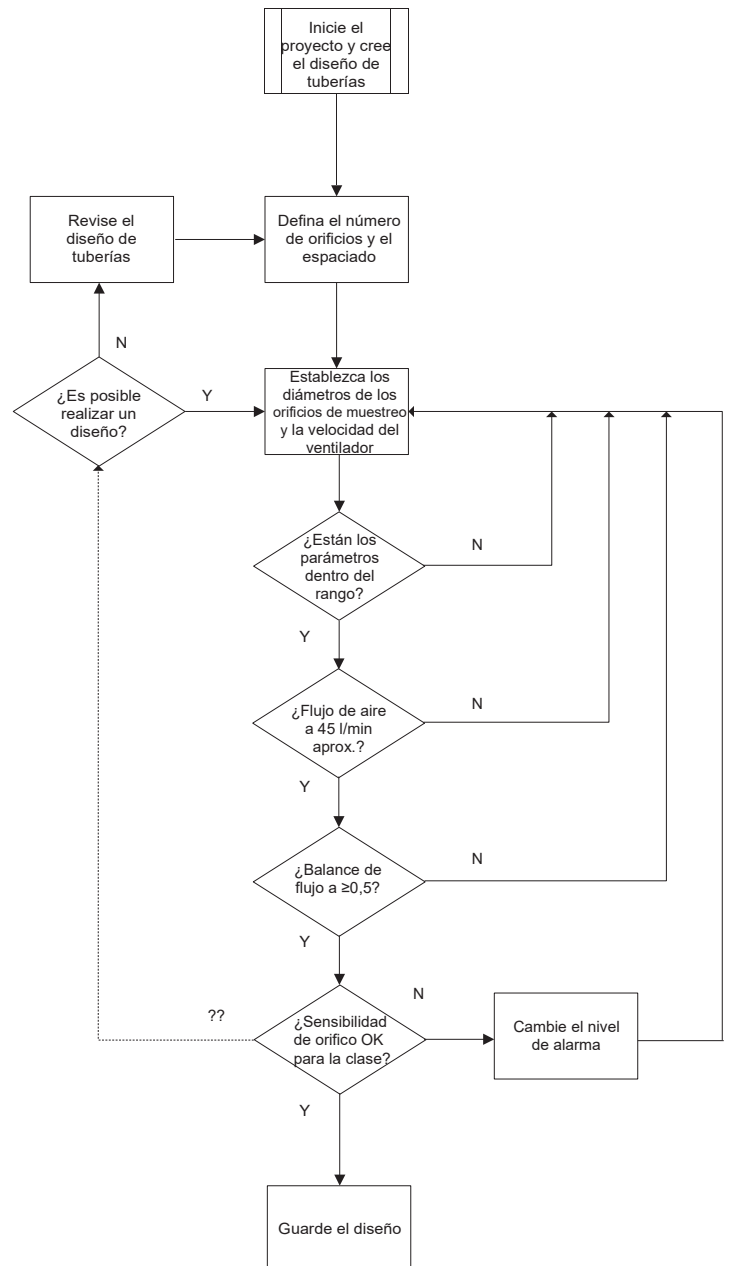 Inicie el
proyecto y cree
el diseño de
tuberías
Revise el
diseño de
tuberías
Defina el número
de orificios y el
espaciado
N
¿Es posible
realizar un
diseño?
Y
Establezca los
diámetros de los
orificios de muestreo
y la velocidad del
ventilador
¿Están los
parámetros
dentro del
rango?
N
Y
¿Flujo de aire
a 45 l/min
aprox.?
N
Y
¿Balance de
flujo a ≥0,5?
N
Y
??
¿Sensibilidad
de orifico OK
para la clase?
N
Cambie el nivel
de alarma
Y
Guarde el diseño